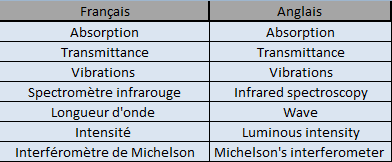 Français Anglais
Absorption Absorption
Transmittance Transmittance
Vibrations Vibrations
Spectromètre infrarouge Infrared spectroscopy
Longueur d'onde Wave
Intensité Luminous intensity
Interféromètre de Michelson Michelson's interferometer